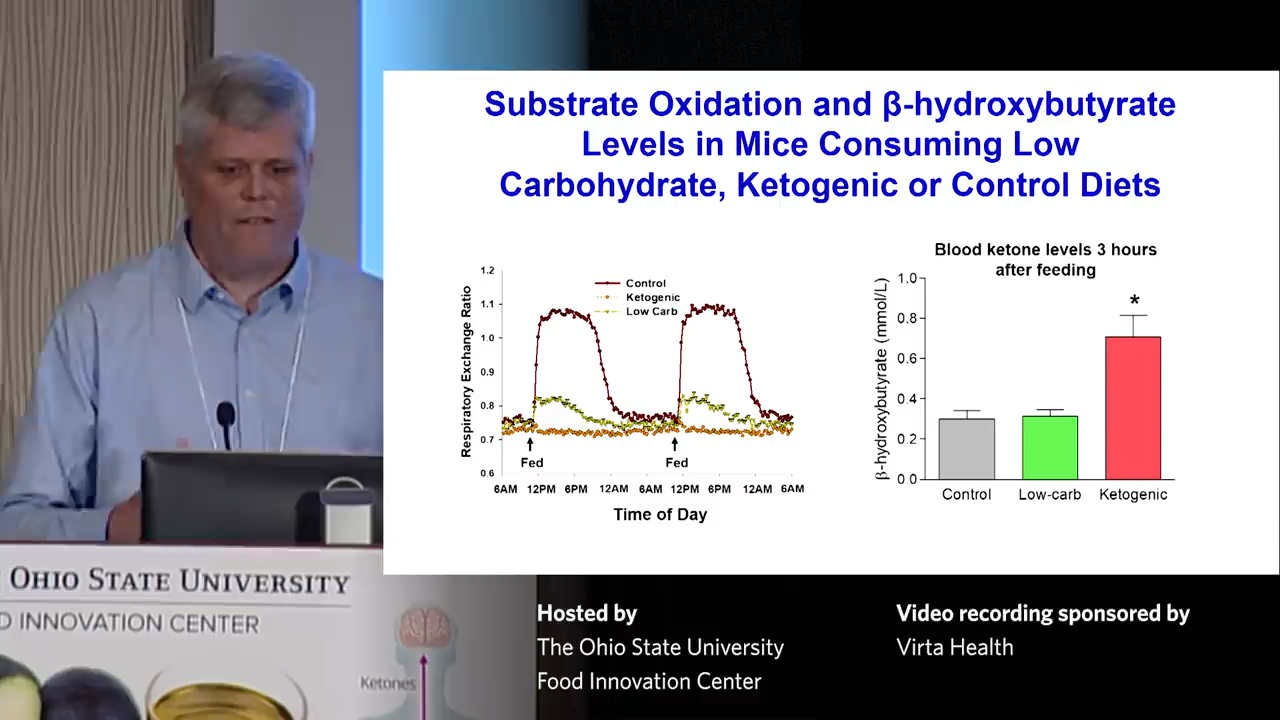 Substrate Oxidation and β-hydroxybutyrate
Levels in Mice Consuming Low
Carbohydrate, Ketogenic or Control Diets
Respiratory Exchange Ratio
1.2
1.1
1.0
0.9
0.8
0.7
0.6
Control
Ketogenic
Low Carb
Fed
Fed
6AM 12PM 6PM 12AM 6AM 12PM 6PM 12AM 6AM
Time of Day
Blood ketone levels 3 hours
after feeding
β-hydroxybutyrate (mmol/L)
1.0
0.8
0.6
0.4
0.2
0.0
*
Control Low-carb Ketogenic
OHIO STATE UNIVERSITY
INNOVATION CENTER
Ketones
Hosted by
The Ohio State University
Food Innovation Center
Video recording sponsored by
Virta Health